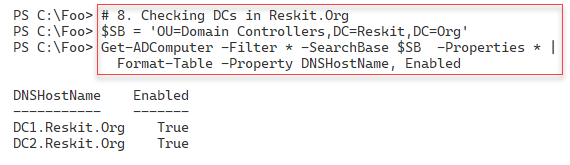 PS C:\Foo> # 8. Checking DCs in Reskit.Org
PS C:\Foo> $SB = 'OU=Domain Controllers,DC=Reskit,DC=Org'
PS C:\Foo> Get-ADComputer -Filter * -SearchBase $SB  -Properties * |
Format-Table -Property DNSHostName, Enabled
DNSHostName    Enabled
-----------    -------
DC1.Reskit.Org    True
DC2.Reskit.Org    True